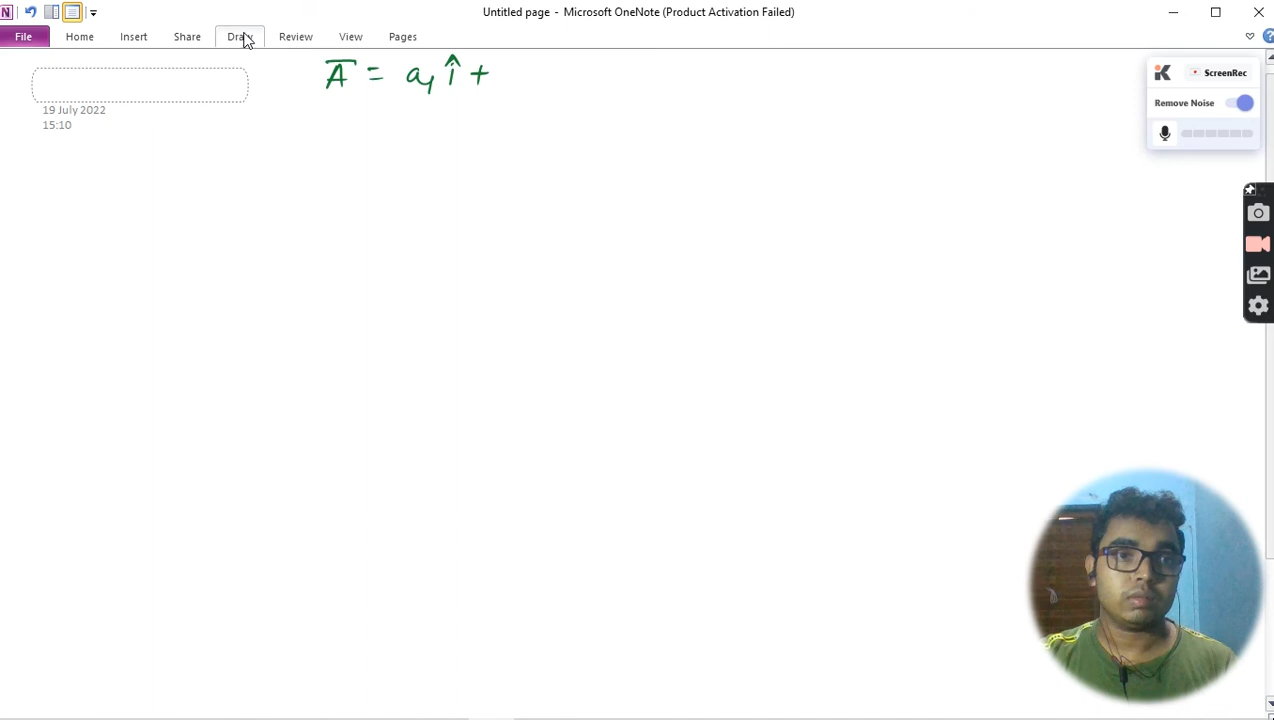 Untitled page - Microsoft OneNote (Product Activation Failed)
File Home Insert Share Draw Review View Pages
A̅ = a₁ î +
ScreenRec
Remove Noise
19 July 2022
15:10